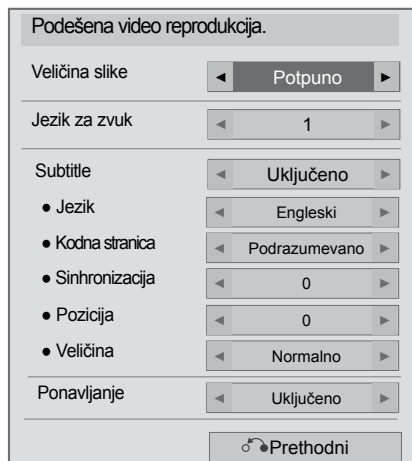 Podešena video reprodukcija.
Veličina slike ◄ Potpuno ►
Jezik za zvuk ◄ 1 ►
Subtitle ◄ Uključeno ►
● Jezik ◄ Engleski ►
● Kodna stranica ◄ Podrazumevano ►
● Sinhronizacija ◄ 0 ►
● Pozicija ◄ 0 ►
● Veličina ◄ Normalno ►
Ponavljanje ◄ Uključeno ►
Prethodni